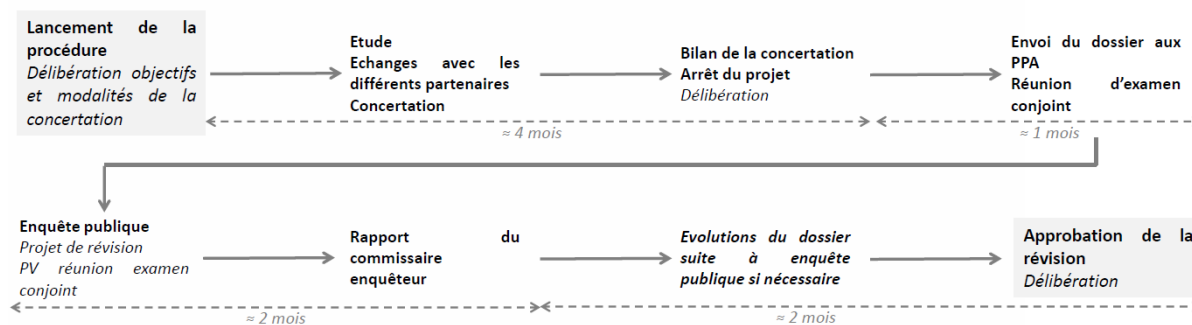 Lancement de la
procédure
Délibération objectifs
et modalités de la
concertation
Etude
Echanges avec les
différents partenaires
Concertation
Bilan de la concertation
Arrêt du projet
Délibération
Envoi du dossier aux
PPA
Réunion d'examen
conjoint
≈ 4 mois
≈ 1 mois
Enquête publique
Projet de révision
PV réunion examen
conjoint
Rapport du
commissaire
enquêteur
Evolutions du dossier
suite à enquête
publique si nécessaire
Approbation de la
révision
Délibération
≈ 2 mois
≈ 2 mois